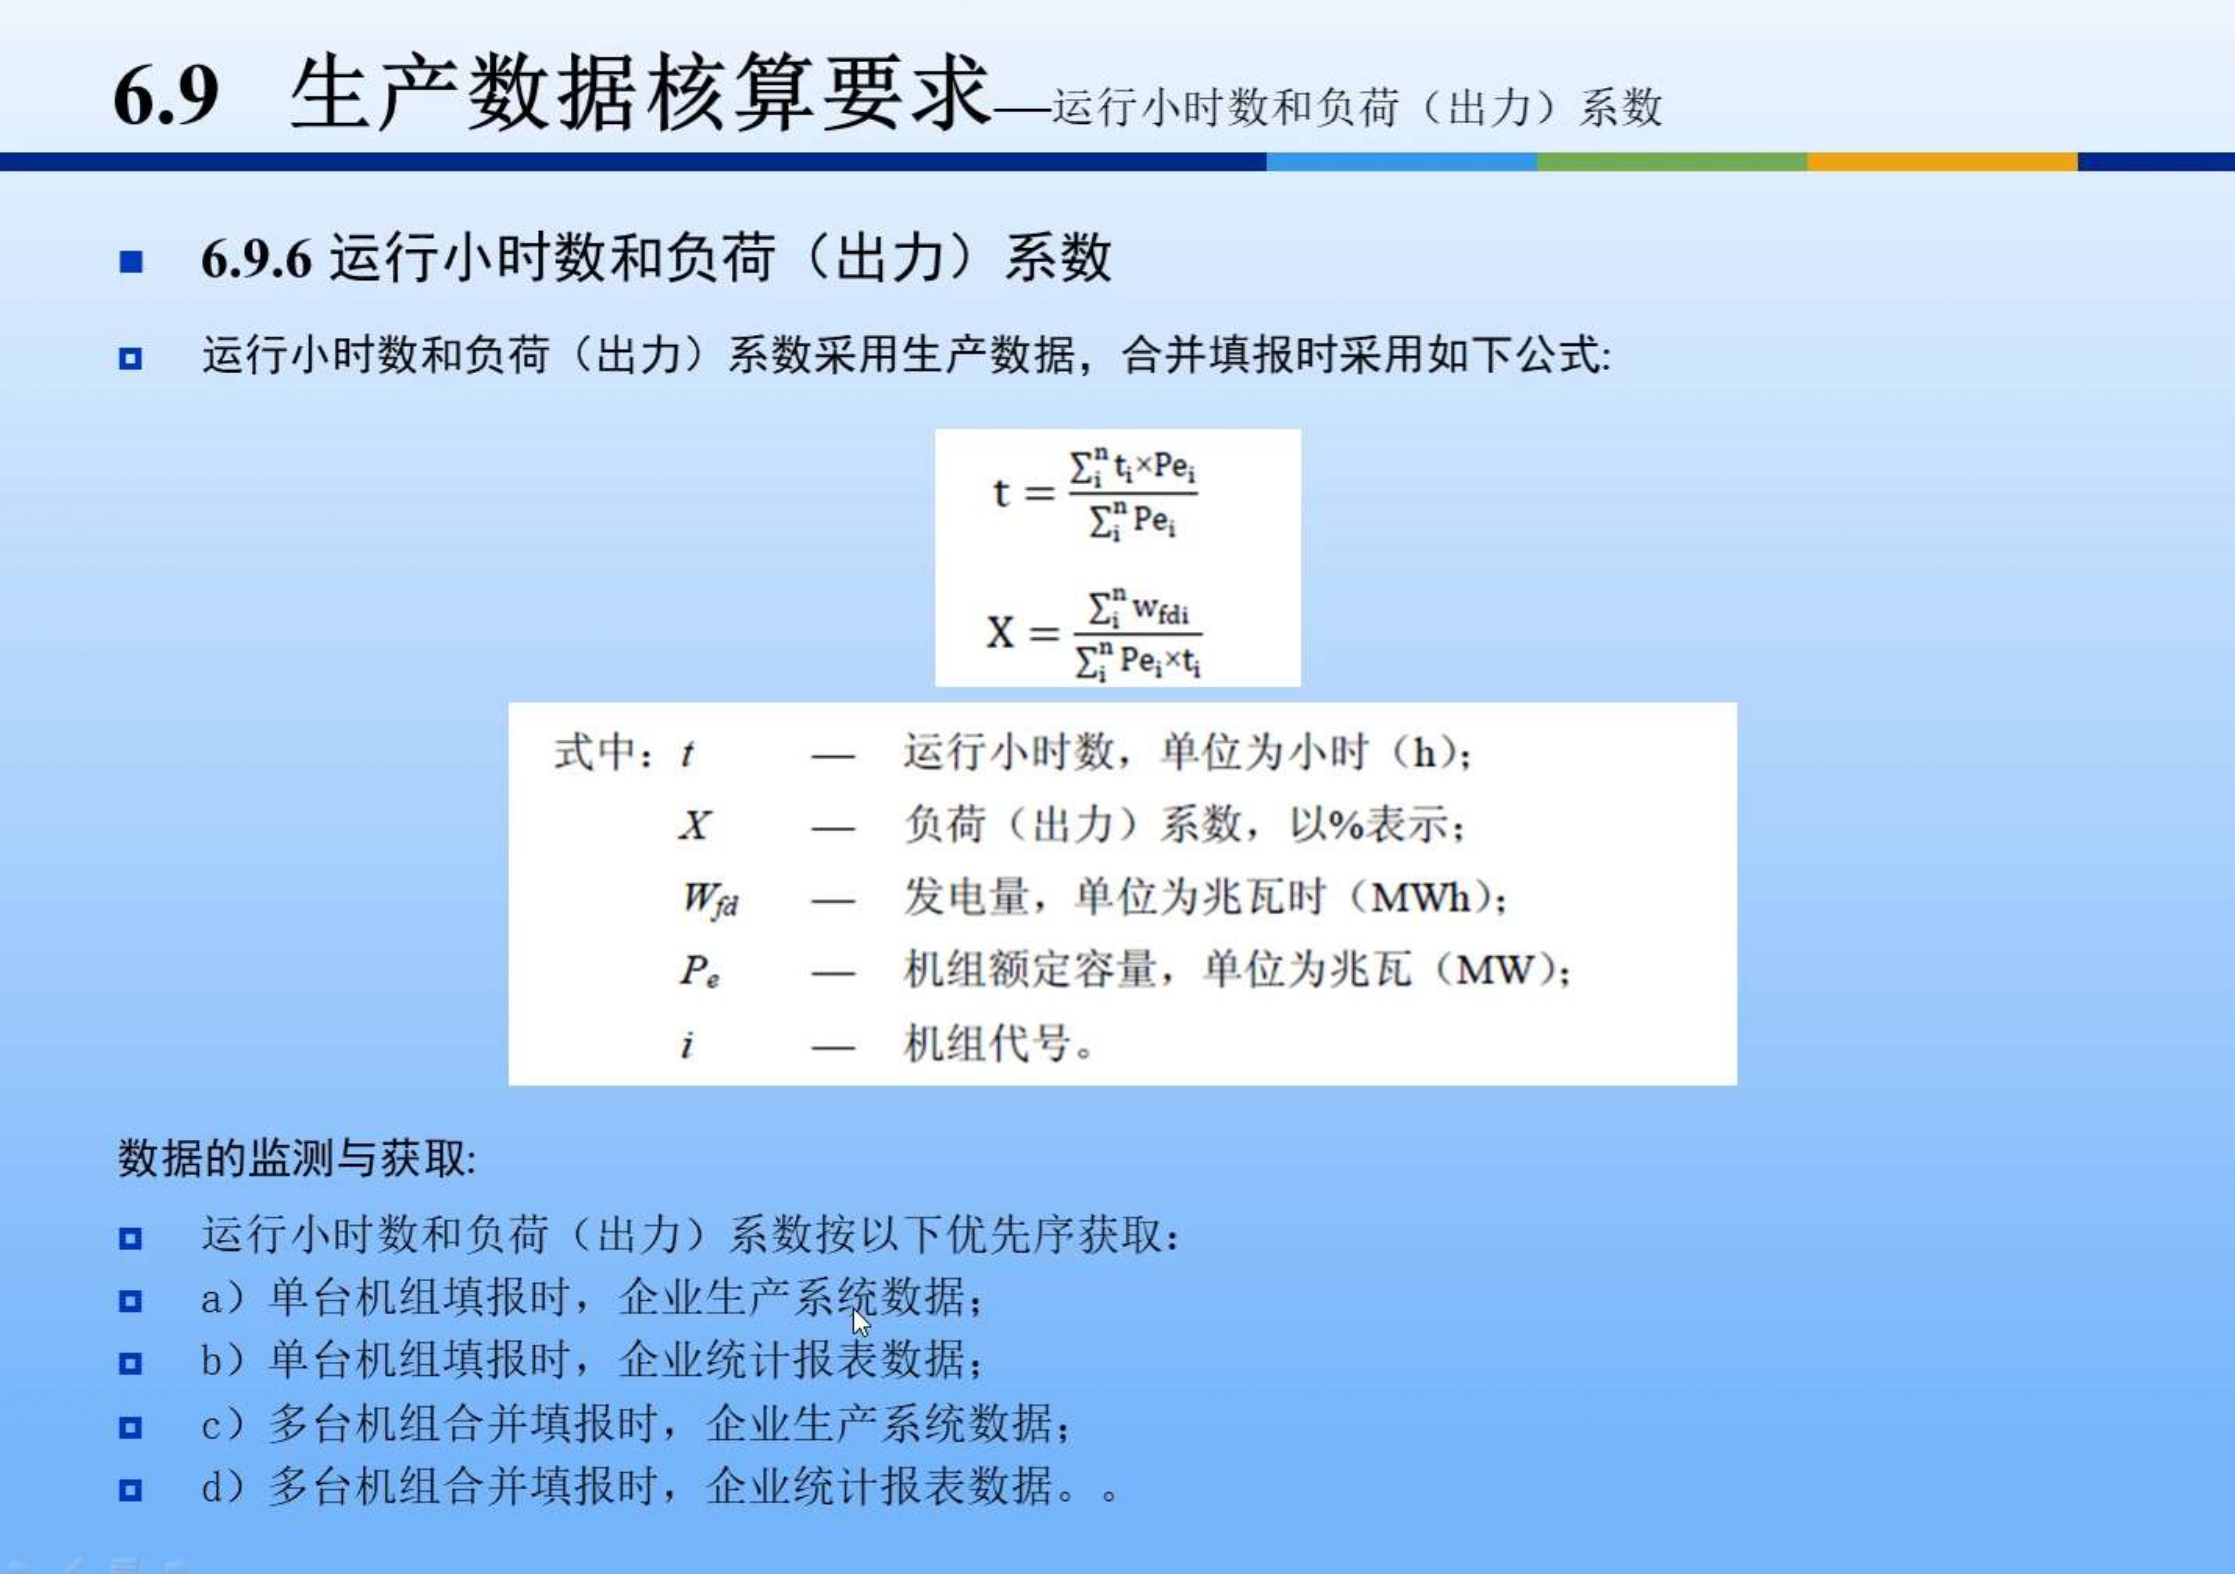 6.9 生产数据核算要求—运行小时数和负荷（出力）系数
6.9.6 运行小时数和负荷（出力）系数
运行小时数和负荷（出力）系数采用生产数据，合并填报时采用如下公式:
t = \frac{\sum_i^n t_i×Pe_i}{\sum_i^n Pe_i}
X = \frac{\sum_i^n w_{fdi}}{\sum_i^n Pe_i×t_i}
式中：t — 运行小时数，单位为小时（h）；
X — 负荷（出力）系数，以%表示；
W_{fd} — 发电量，单位为兆瓦时（MWh）；
P_e — 机组额定容量，单位为兆瓦（MW）；
i — 机组代号。
数据的监测与获取:
运行小时数和负荷（出力）系数按以下优先序获取：
a）单台机组填报时，企业生产系统数据；
b）单台机组填报时，企业统计报表数据；
c）多台机组合并填报时，企业生产系统数据；
d）多台机组合并填报时，企业统计报表数据。。